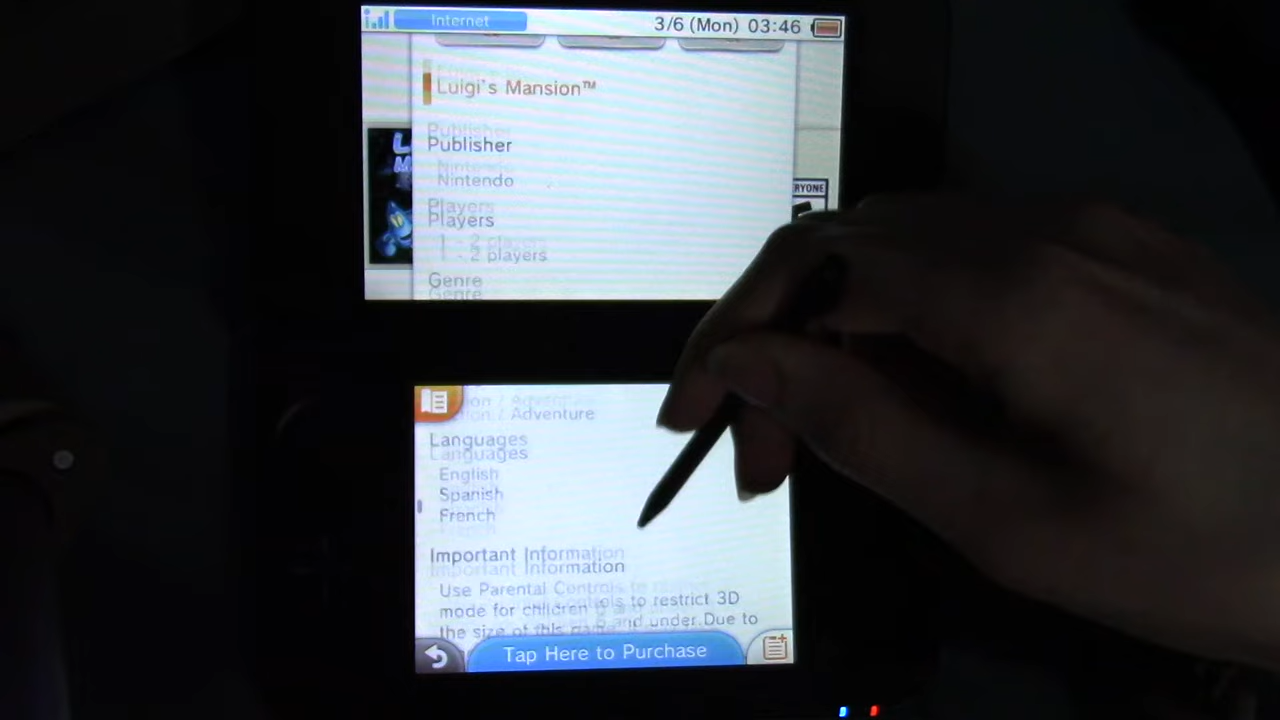 Internet
3/6 (Mon) 03:46
Luigi's Mansion™
Publisher
Nintendo
Players
1 - 2 players
Genre
RYONE
/ Adventure
Languages
English
Spanish
French
Important Information
Use Parental Controls to restrict 3D
mode for children 6 and under.Due to
the size of this
Tap Here to Purchase